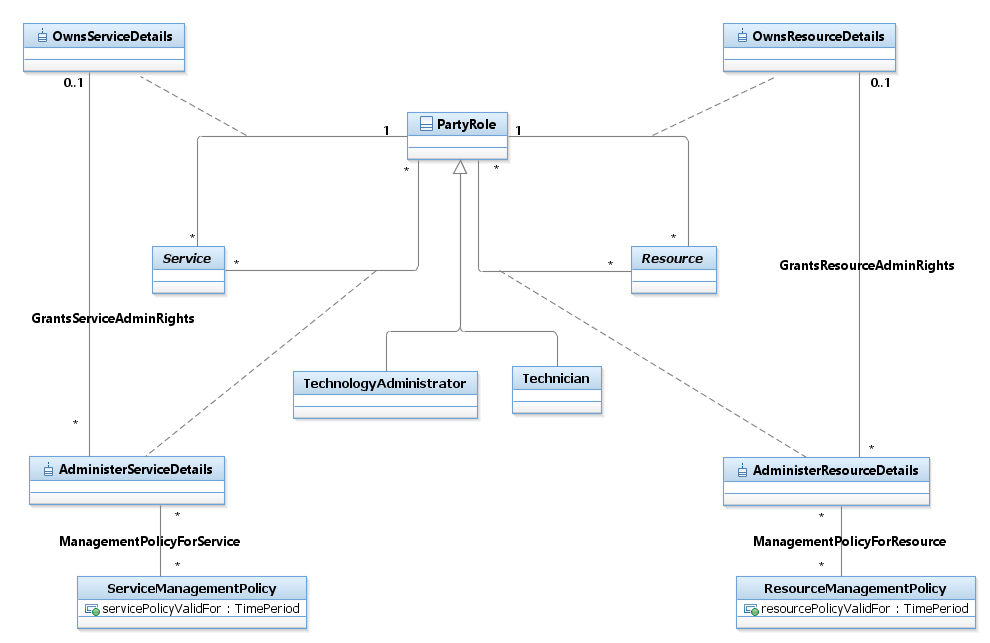 OwnsServiceDetails
OwnsResourceDetails
0..1
0..1
PartyRole
1
1
*
*
*
*
Service
*
*
Resource
GrantsResourceAdminRights
GrantsServiceAdminRights
TechnologyAdministrator
Technician
*
*
AdministerServiceDetails
AdministerResourceDetails
*
*
ManagementPolicyForService
ManagementPolicyForResource
*
*
ServiceManagementPolicy
servicePolicyValidFor : TimePeriod
ResourceManagementPolicy
resourcePolicyValidFor : TimePeriod